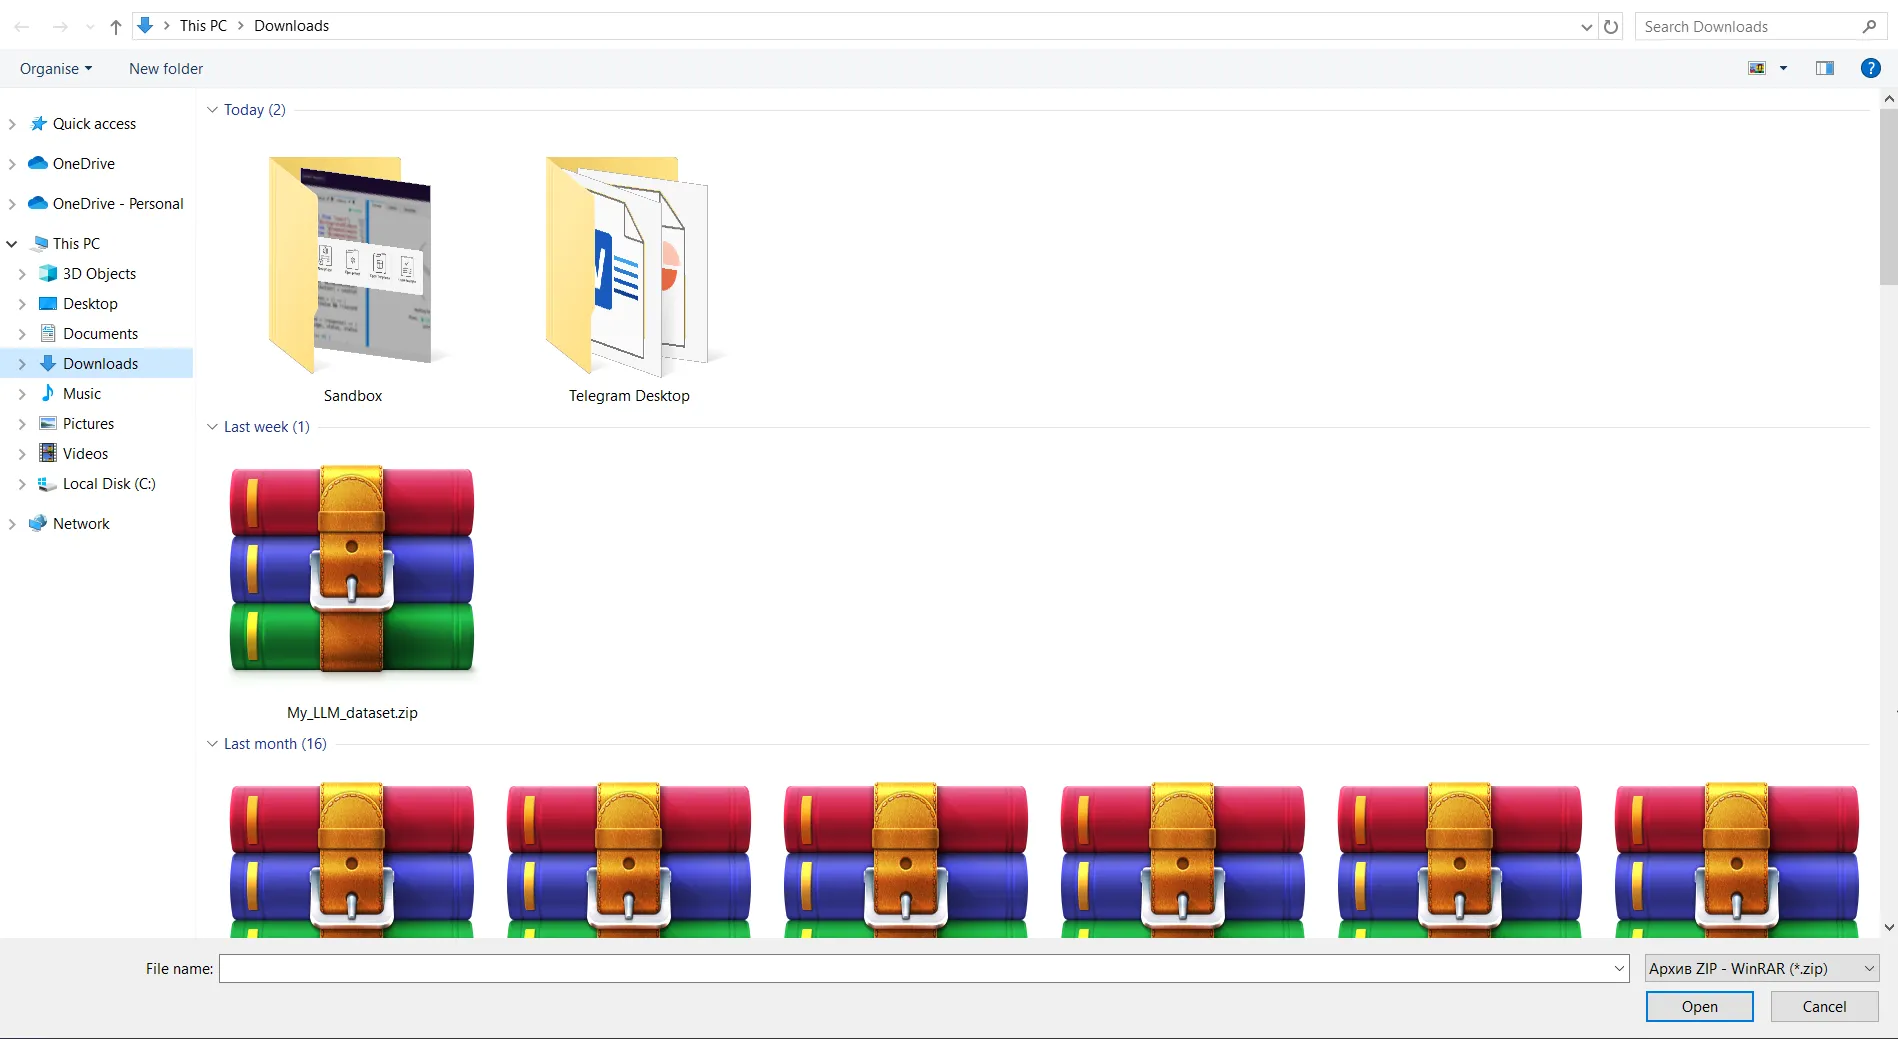 This PC > Downloads
Search Downloads
Organise
New folder
?
Quick access
OneDrive
OneDrive - Personal
This PC
3D Objects
Desktop
Documents
Downloads
Music
Pictures
Videos
Local Disk (C:)
Network
Today (2)
Sandbox
Telegram Desktop
Last week (1)
My_LLM_dataset.zip
Last month (16)
File name:
Архив ZIP - WinRAR (*.zip)
Open
Cancel